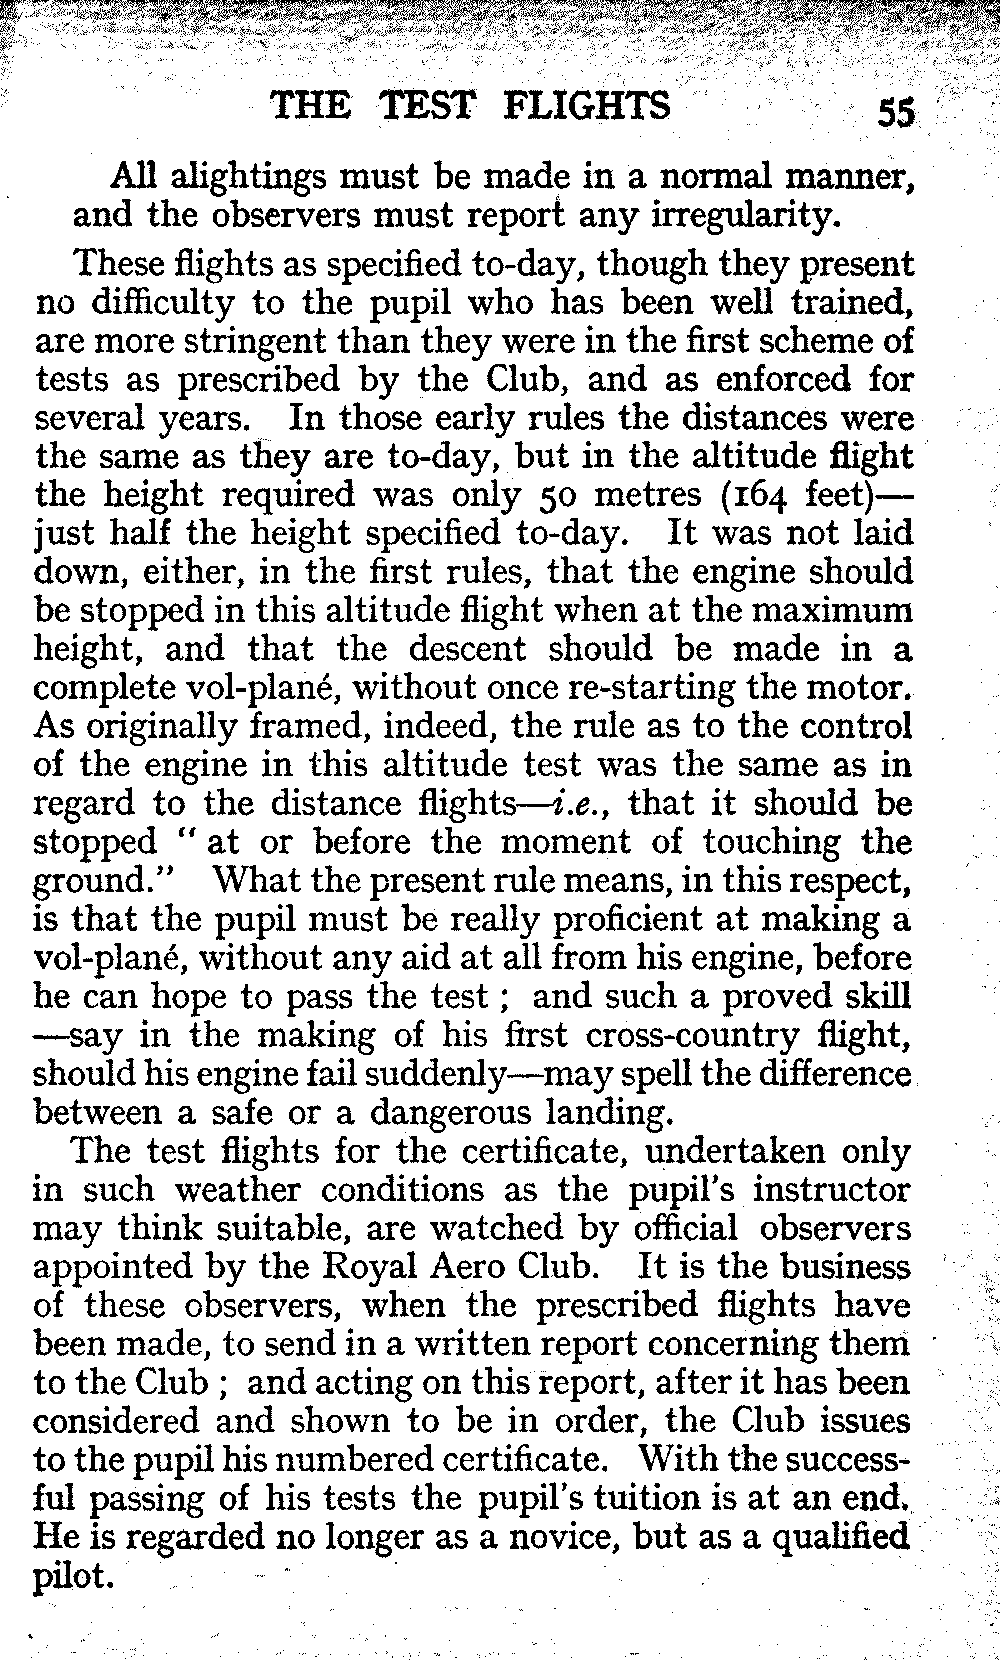 THE TEST FLIGHTS 55
All alightings must be made in a normal manner,
and the observers must report any irregularity.
These flights as specified to-day, though they present
no difficulty to the pupil who has been well trained,
are more stringent than they were in the first scheme of
tests as prescribed by the Club, and as enforced for
several years. In those early rules the distances were
the same as they are to-day, but in the altitude flight
the height required was only 50 metres (164 feet)—
just half the height specified to-day. It was not laid
down, either, in the first rules, that the engine should
be stopped in this altitude flight when at the maximum
height, and that the descent should be made in a
complete vol-plané, without once re-starting the motor.
As originally framed, indeed, the rule as to the control
of the engine in this altitude test was the same as in
regard to the distance flights—i.e., that it should be
stopped “ at or before the moment of touching the
ground.” What the present rule means, in this respect,
is that the pupil must be really proficient at making a
vol-plané, without any aid at all from his engine, before
he can hope to pass the test ; and such a proved skill
—say in the making of his first cross-country flight,
should his engine fail suddenly—may spell the difference
between a safe or a dangerous landing.
The test flights for the certificate, undertaken only
in such weather conditions as the pupil's instructor
may think suitable, are watched by official observers
appointed by the Royal Aero Club. It is the business
of these observers, when the prescribed flights have
been made, to send in a written report concerning them
to the Club ; and acting on this report, after it has been
considered and shown to be in order, the Club issues
to the pupil his numbered certificate. With the success-
ful passing of his tests the pupil's tuition is at an end.
He is regarded no longer as a novice, but as a qualified
pilot.